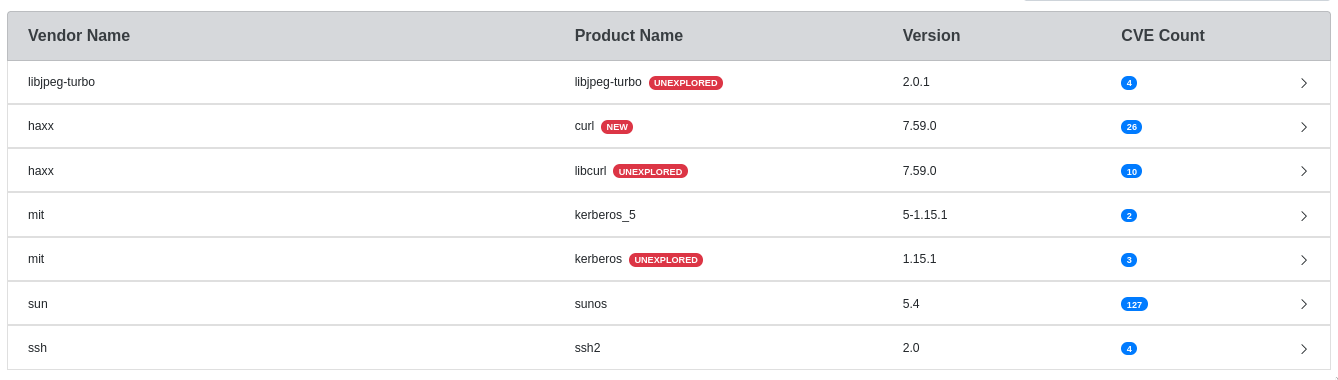 Vendor Name Product Name Version CVE Count
libjpeg-turbo libjpeg-turbo UNEXPLORED 2.0.1 4
haxx curl NEW 7.59.0 26
haxx libcurl UNEXPLORED 7.59.0 10
mit kerberos_5 5-1.15.1 2
mit kerberos UNEXPLORED 1.15.1 3
sun sunos 5.4 127
ssh ssh2 2.0 4